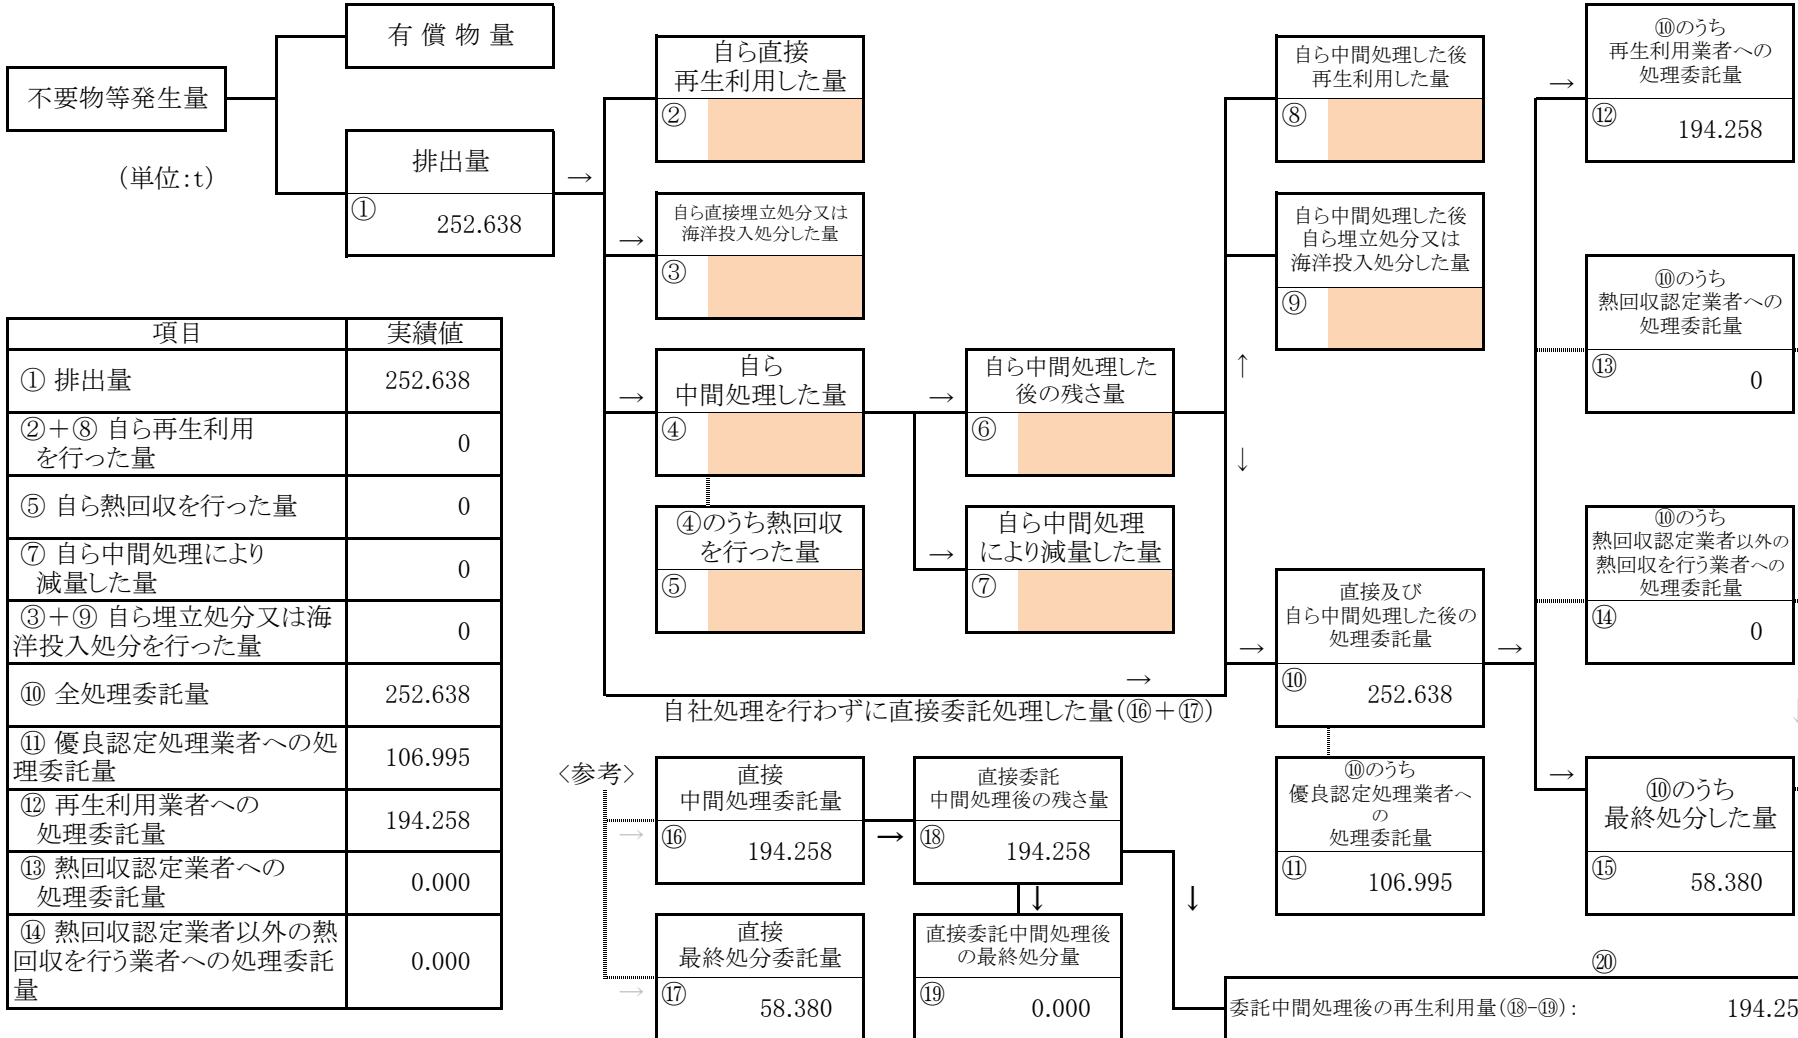 有 償 物 量
不要物等発生量
(単位:t)
排出量
→
①
252.638
自ら直接
再生利用した量
②
→
自ら直接埋立処分又は
海洋投入処分した量
③
→
自ら
中間処理した量
④
④のうち熱回収
を行った量
⑤
→
自ら中間処理した
後の残さ量
⑥
→
自ら中間処理
により減量した量
⑦
自ら中間処理した後
再生利用した量
⑧
自ら中間処理した後
自ら埋立処分又は
海洋投入処分した量
⑨
↑
↓
→
直接及び
自ら中間処理した後の
処理委託量
⑩
252.638
→
→
自社処理を行わずに直接委託処理した量(⑯+⑰)
→
⑩のうち
再生利用業者への
処理委託量
⑫
194.258
⑩のうち
熱回収認定業者への
処理委託量
⑬
0
⑩のうち
熱回収認定業者以外の
熱回収を行う業者への
処理委託量
⑭
0
→
⑩のうち
最終処分した量
⑮
58.380
⑩のうち
優良認定処理業者へ
の
処理委託量
⑪
106.995
項目 実績値
① 排出量 252.638
②+⑧ 自ら再生利用
を行った量
0
⑤ 自ら熱回収を行った量 0
⑦ 自ら中間処理により
減量した量
0
③+⑨ 自ら埋立処分又は海
洋投入処分を行った量
0
⑩ 全処理委託量 252.638
⑪ 優良認定処理業者への処
理委託量
106.995
⑫ 再生利用業者への
処理委託量
194.258
⑬ 熱回収認定業者への
処理委託量
0.000
⑭ 熱回収認定業者以外の熱
回収を行う業者への処理委託
量
0.000
<参考>
→
直接
中間処理委託量
⑯
194.258
→
直接委託
中間処理後の残さ量
⑱
194.258
↓
↓
→
直接
最終処分委託量
⑰
58.380
直接委託中間処理後
の最終処分量
⑲
0.000
⑳
委託中間処理後の再生利用量(⑱-⑲): 194.25